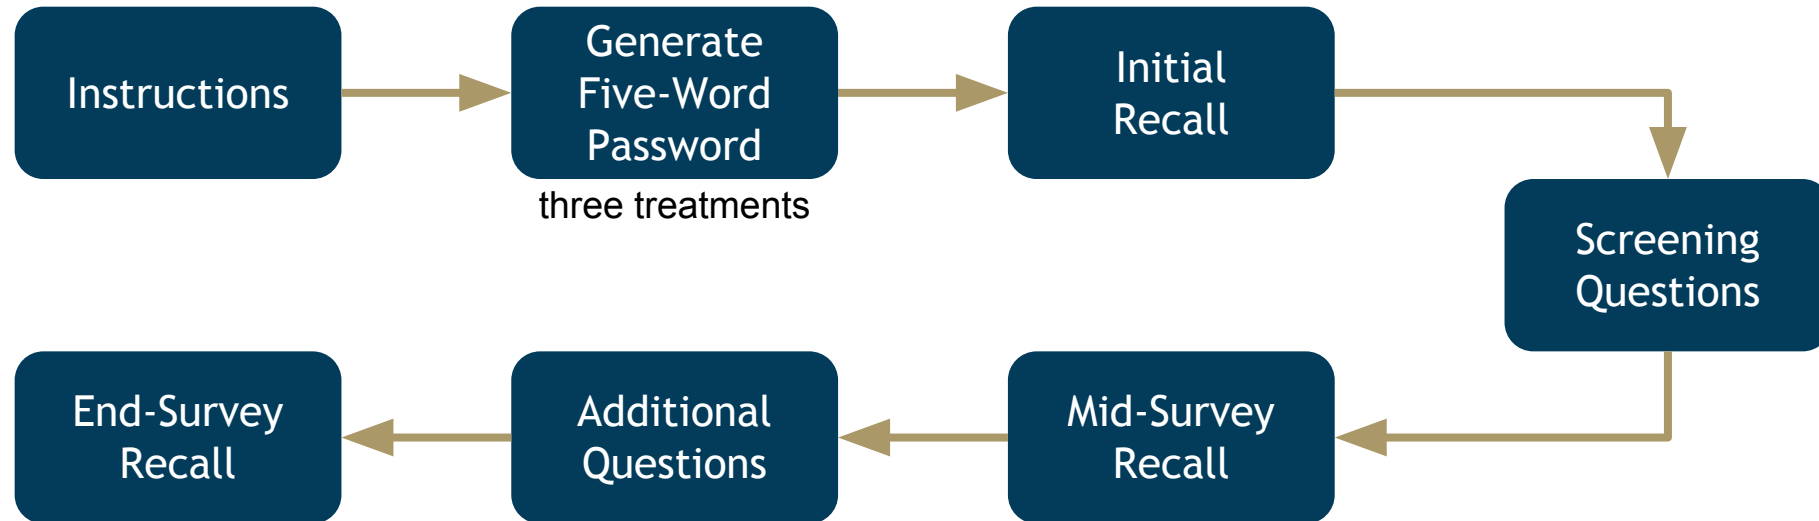 Instructions
Generate
Five-Word
Password
three treatments
Initial
Recall
Screening
Questions
Mid-Survey
Recall
Additional
Questions
End-Survey
Recall